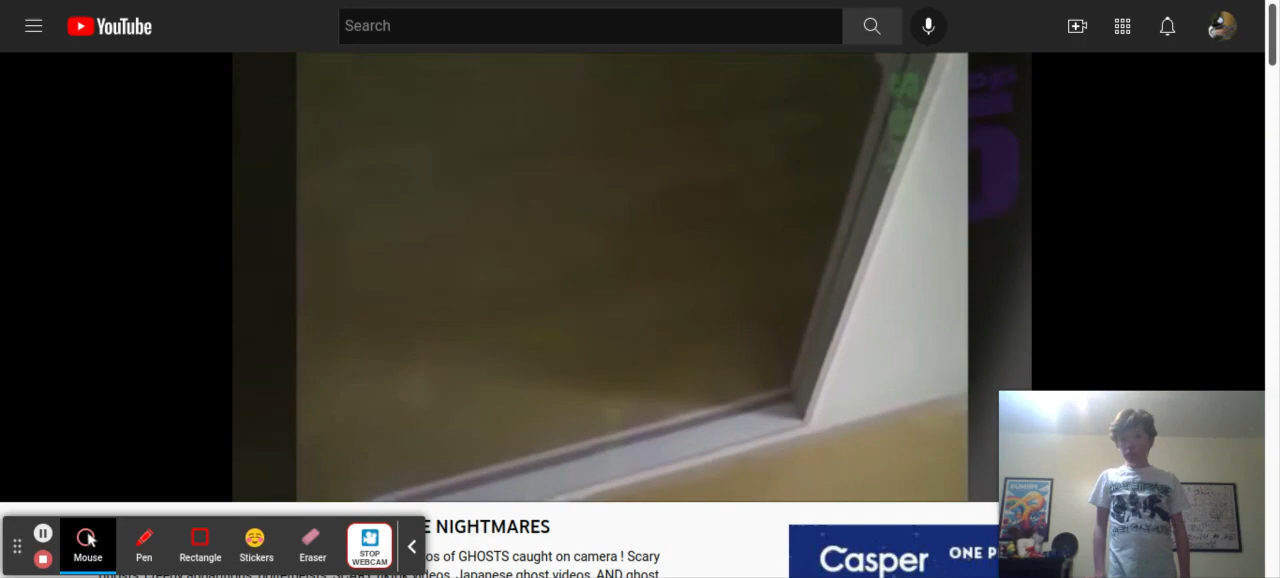 YouTube
Search
E NIGHTMARES
os of GHOSTS caught on camera ! Scary
videos, Japanese ghost videos, AND ghost
Mouse
Pen
Rectangle
Stickers
Eraser
STOP
WEBCAM
Casper
ONE P